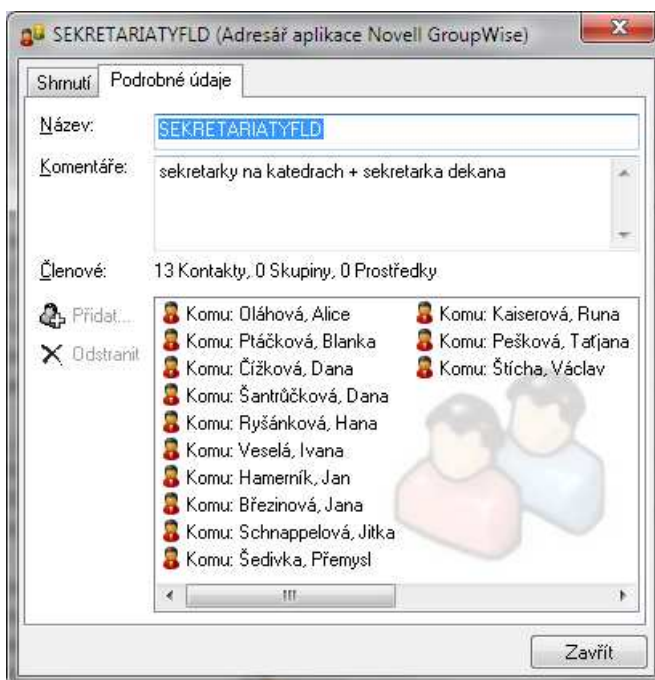 SEKRETARIATYFLD (Adresář aplikace Novell GroupWise)
Shrnutí Podrobné údaje
Název: SEKRETARIATYFLD
Komentáře: sekretarky na katedrach + sekretarka dekana
Členové: 13 Kontakty, 0 Skupiny, 0 Prostředky
Přidat...
Odstranit
Komu: Oláhová, Alice
Komu: Ptáčková, Blanka
Komu: Čížková, Dana
Komu: Šantrůčková, Dana
Komu: Ryšánková, Hana
Komu: Veselá, Ivana
Komu: Hamerník, Jan
Komu: Březinová, Jana
Komu: Schnappelová, Jitka
Komu: Šedivka, Přemysl
Komu: Kaiserová, Runa
Komu: Pešková, Taťjana
Komu: Štícha, Václav
Zavřít